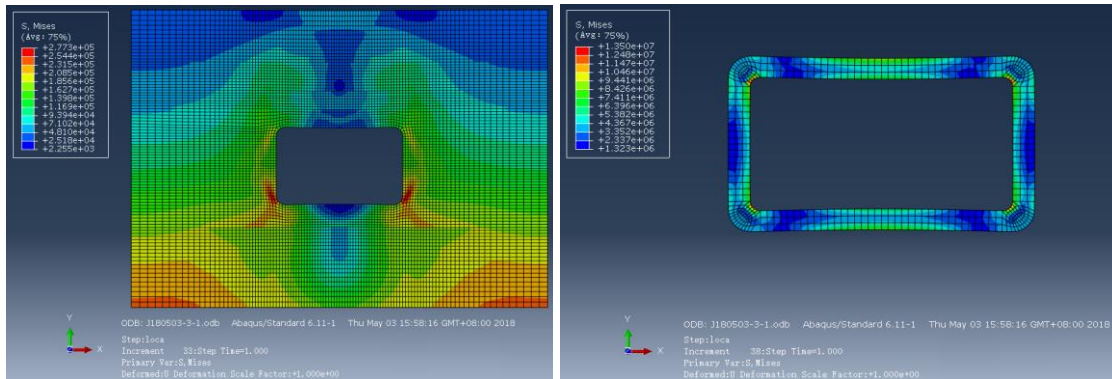 S, Mises
(Avg: 75%)
+2.773e+05
+2.544e+05
+2.315e+05
+2.085e+05
+1.856e+05
+1.627e+05
+1.398e+05
+1.169e+05
+9.394e+04
+7.102e+04
+4.810e+04
+2.518e+04
+2.255e+03
Y
X
ODB: J180503-3-1.odb Abaqus/Standard 6.11-1 Thu May 03 15:58:16 GMT+08:00 2018
Step:loca
Increment 33:Step Time=1.000
Primary Var:S,Mises
Deformed:U Deformation Scale Factor:+1.000e+00
S, Mises
(Avg: 75%)
+1.350e+07
+1.248e+07
+1.147e+07
+1.046e+07
+9.441e+06
+8.426e+06
+7.411e+06
+6.396e+06
+5.382e+06
+4.367e+06
+3.352e+06
+2.337e+06
+1.323e+06
Y
X
ODB: J180503-3-1.odb Abaqus/Standard 6.11-1 Thu May 03 15:58:16 GMT+08:00 2018
Step:loca
Increment 38:Step Time=1.000
Primary Var:S,Mises
Deformed:U Deformation Scale Factor:+1.000e+00